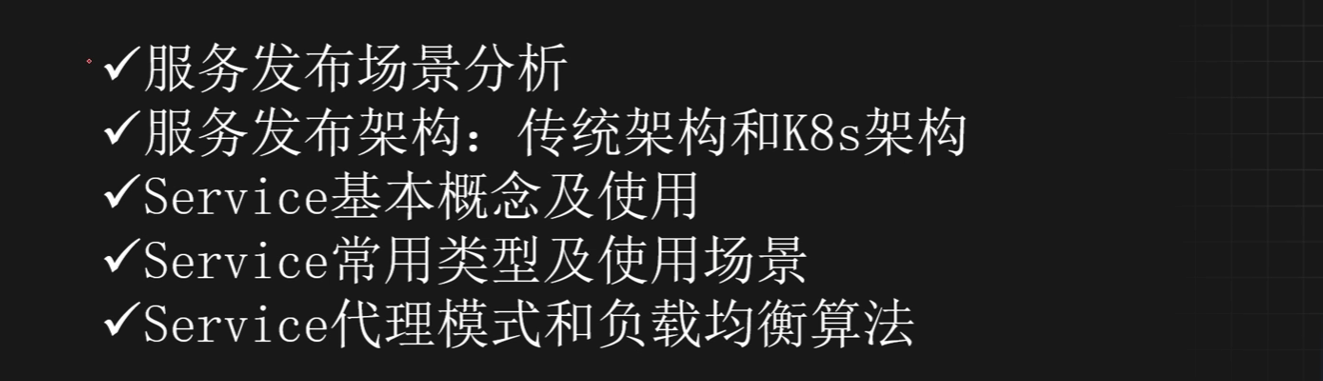 ✓服务发布场景分析
✓服务发布架构：传统架构和K8s架构
✓Service基本概念及使用
✓Service常用类型及使用场景
✓Service代理模式和负载均衡算法